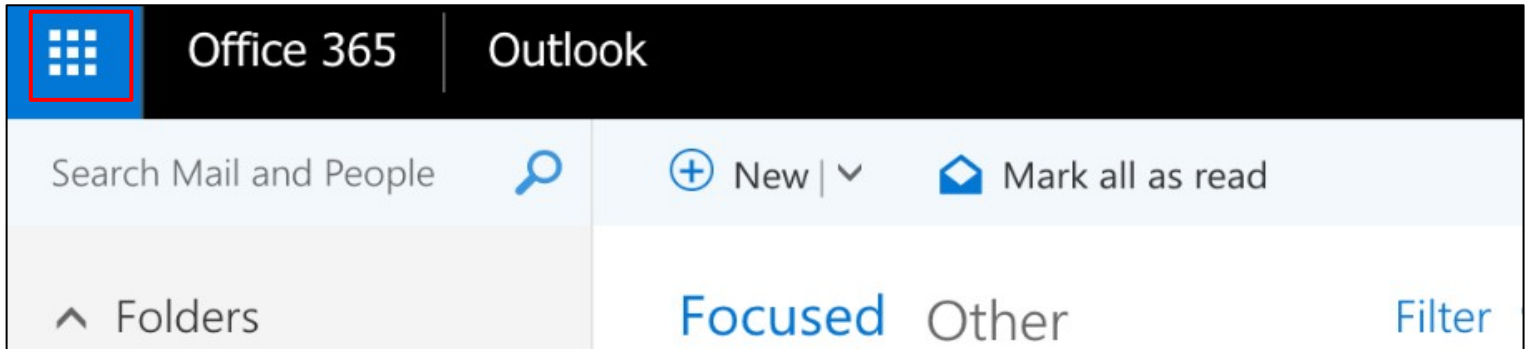 Office 365 Outlook
Search Mail and People New Mark all as read
Folders Focused Other Filter